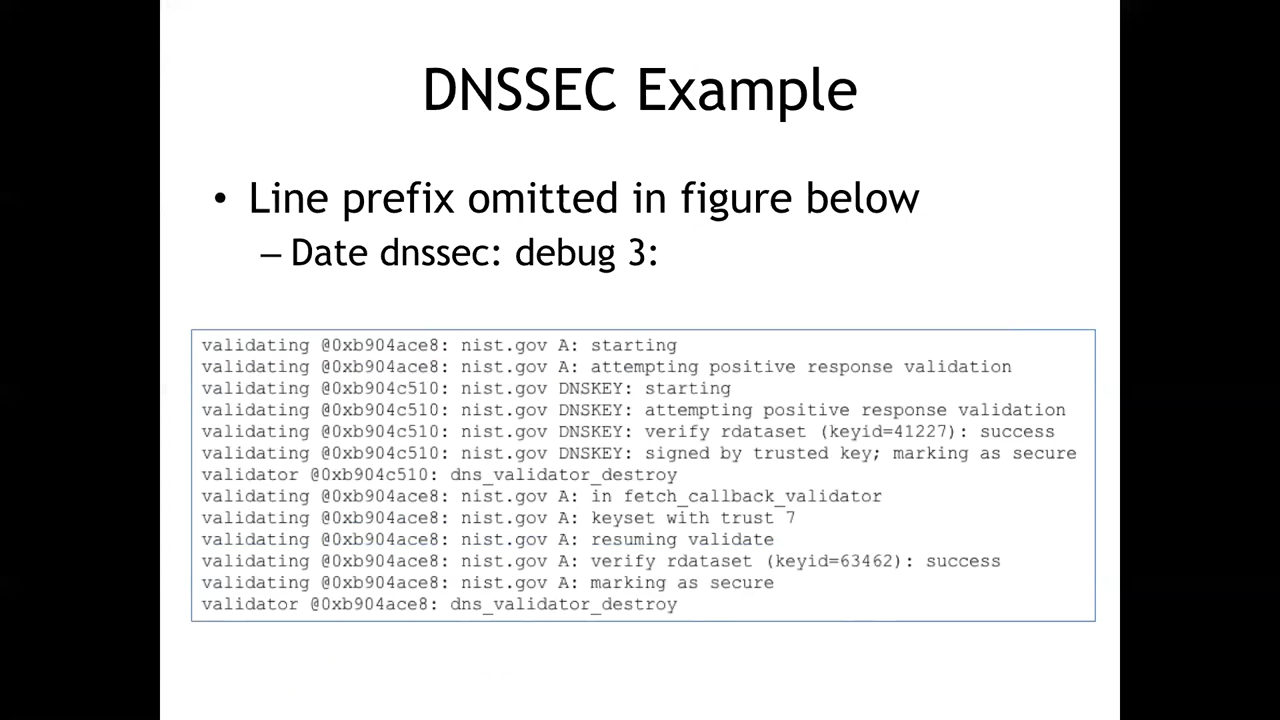 DNSSEC Example
• Line prefix omitted in figure below
– Date dnssec: debug 3:
validating @0xb904ace8: nist.gov A: starting
validating @0xb904ace8: nist.gov A: attempting positive response validation
validating @0xb904c510: nist.gov DNSKEY: starting
validating @0xb904c510: nist.gov DNSKEY: attempting positive response validation
validating @0xb904c510: nist.gov DNSKEY: verify rdataset (keyid=41227): success
validating @0xb904c510: nist.gov DNSKEY: signed by trusted key; marking as secure
validator @0xb904c510: dns_validator_destroy
validating @0xb904ace8: nist.gov A: in fetch_callback_validator
validating @0xb904ace8: nist.gov A: keyset with trust 7
validating @0xb904ace8: nist.gov A: resuming validate
validating @0xb904ace8: nist.gov A: verify rdataset (keyid=63462): success
validating @0xb904ace8: nist.gov A: marking as secure
validator @0xb904ace8: dns_validator_destroy